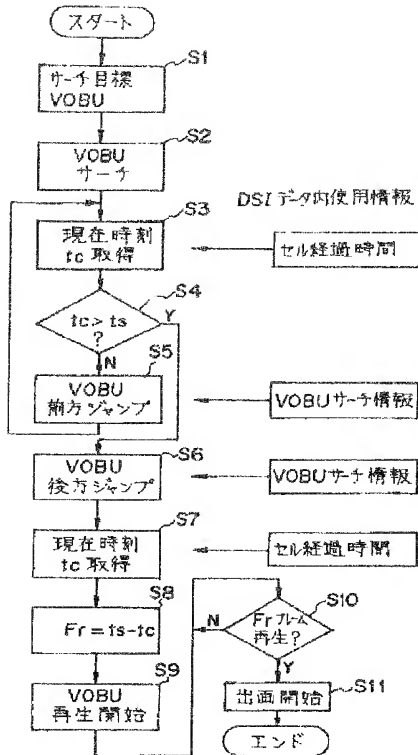 スタート
S1
サーチ目標
VOBU
S2
VOBU
サーチ
DSIデータ内使用情報
S3
現在時刻
tc取得
セル経過時間
S4
tc>ts
?
Y
N
S5
VOBU
前方ジャンプ
VOBUサーチ情報
S6
VOBU
後方ジャンプ
VOBUサーチ情報
S7
現在時刻
tc取得
セル経過時間
S8
Fr=ts-tc
S10
Frフレーム
再生?
N
Y
S9
VOBU
再生開始
S11
出画開始
エンド